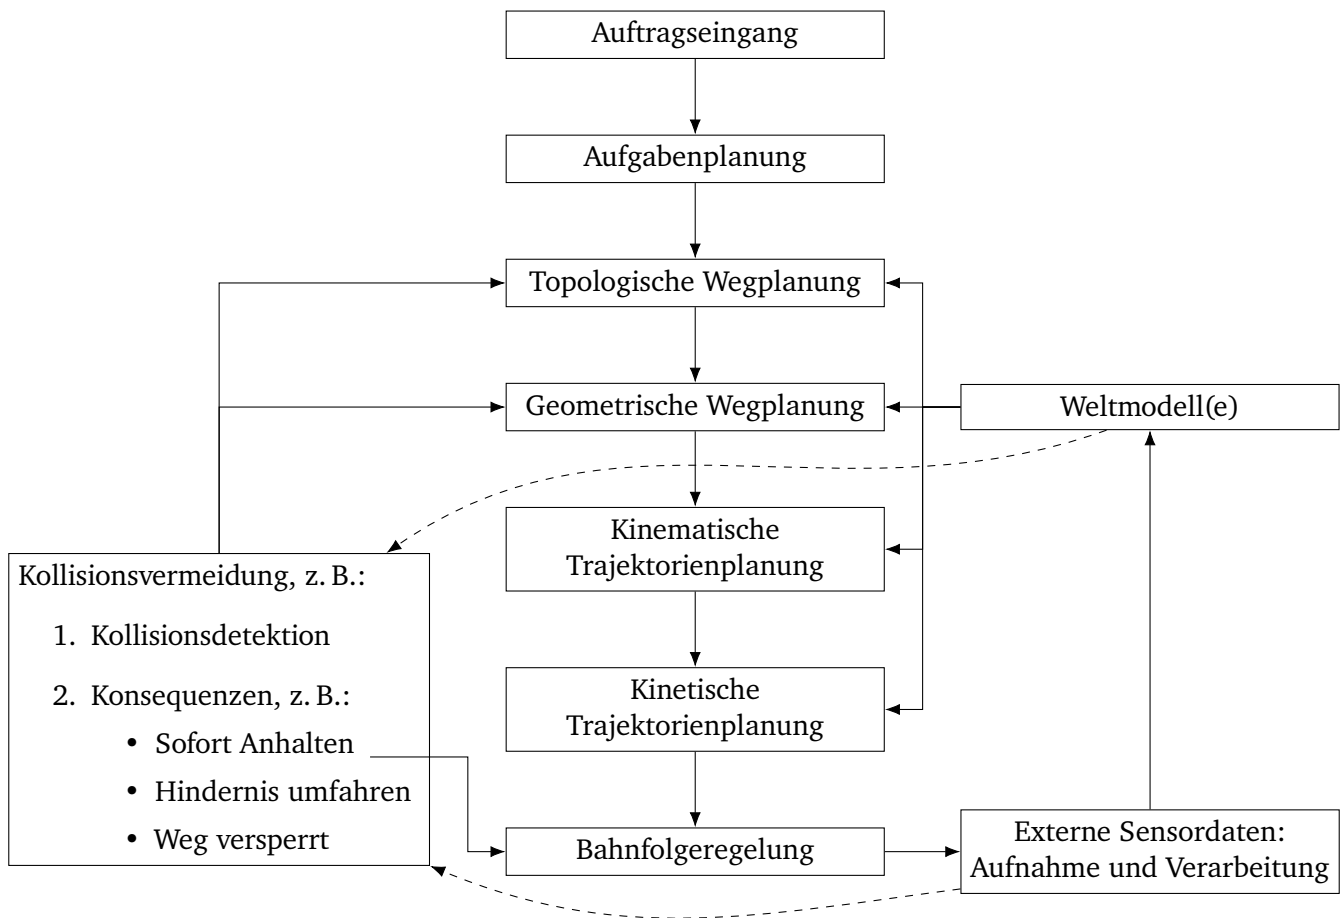 Auftragseingang
Aufgabenplanung
Topologische Wegplanung
Geometrische Wegplanung
Weltmodell(e)
Kinematische
Trajektorienplanung
Kollisionsvermeidung, z. B.:
1. Kollisionsdetektion
2. Konsequenzen, z. B.:
• Sofort Anhalten
• Hindernis umfahren
• Weg versperrt
Kinetische
Trajektorienplanung
Bahnfolgeregelung
Externe Sensordaten:
Aufnahme und Verarbeitung